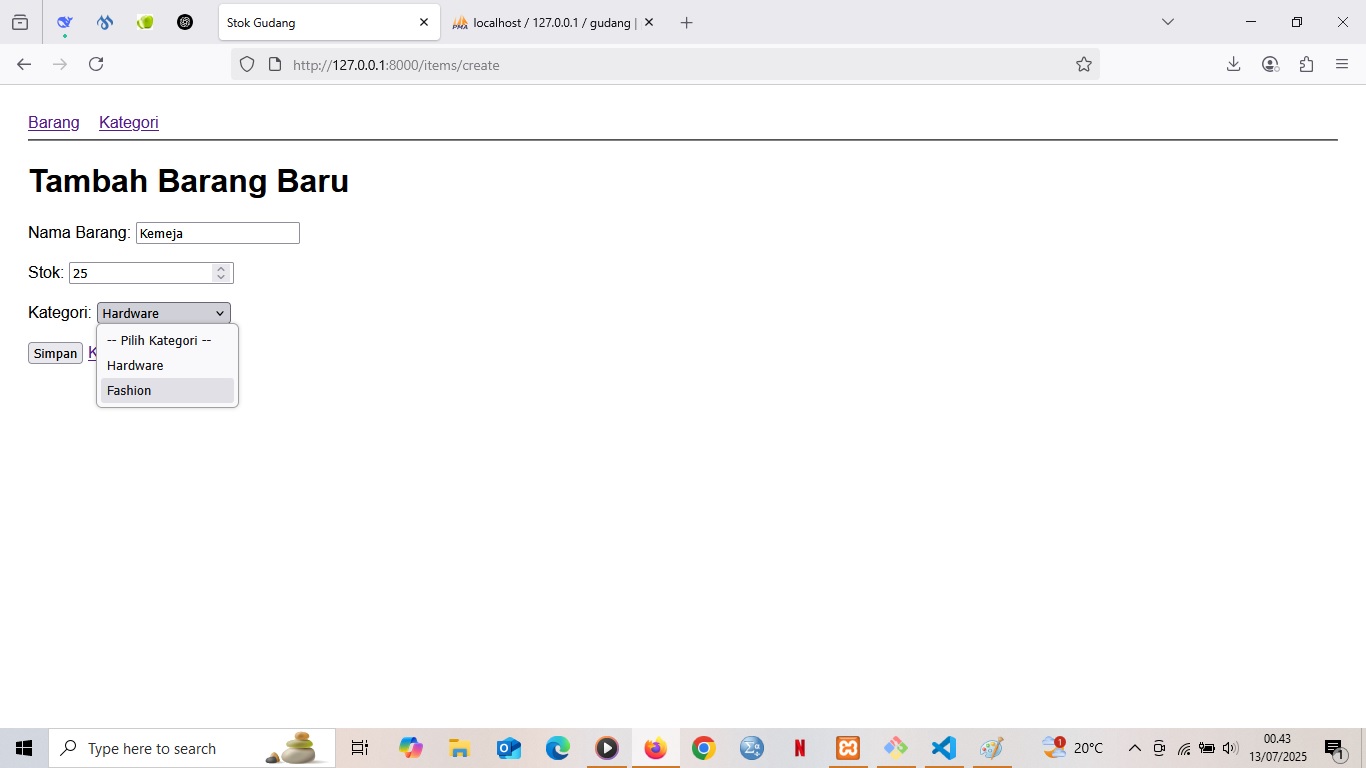 Stok Gudang
localhost / 127.0.0.1 / gudang |
http://127.0.0.1:8000/items/create
Barang Kategori
Tambah Barang Baru
Nama Barang: Kemeja
Stok: 25
Kategori: Hardware
-- Pilih Kategori --
Hardware
Fashion
Simpan K
Type here to search
20°C
00.43
13/07/2025